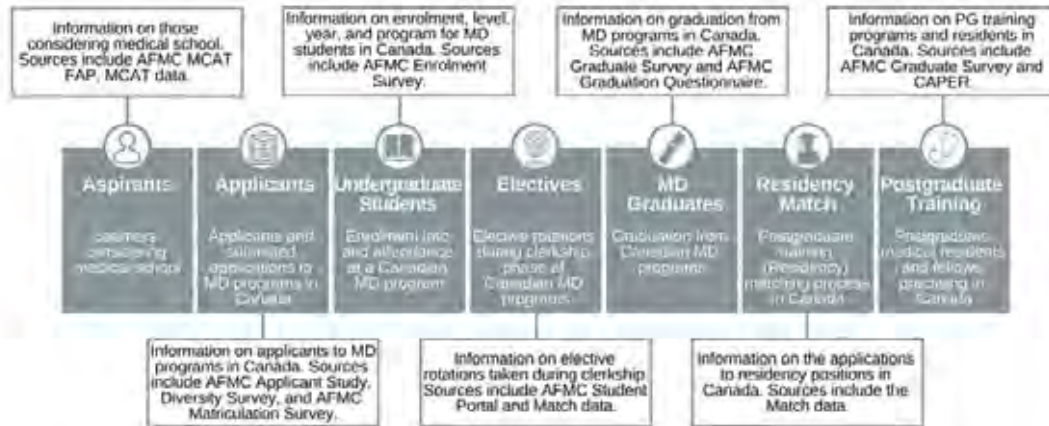 Information on those
considering medical school.
Sources include AFMC MCAT
FAP, MCAT data.
Information on enrolment, level,
year, and program for MD
students in Canada. Sources
include AFMC Enrolment
Survey.
Information on graduation from
MD programs in Canada.
Sources include AFMC
Graduate Survey and AFMC
Graduation Questionnaire.
Information on PG training
programs and residents in
Canada. Sources include
AFMC Graduate Survey and
CAPER.
Aspirants
Learners
considering
medical school
Applicants
Applicants and
submitted
applications to
MD programs in
Canada
Undergraduate
Students
Enrolment into
and attendance
at a Canadian
MD program
Electives
Elective rotations
during clerkship
phase of
Canadian MD
programs
MD
Graduates
Graduation from
Canadian MD
programs
Residency
Match
Postgraduate
training
(Residency)
matching process
in Canada
Postgraduate
Training
Postgraduate
medical residents
and fellows
practising in
Canada
Information on applicants to MD
programs in Canada. Sources
include AFMC Applicant Study,
Diversity Survey, and AFMC
Matriculation Survey.
Information on elective
rotations taken during clerkship.
Sources include AFMC Student
Portal and Match data.
Information on the applications
to residency positions in
Canada. Sources include the
Match data.